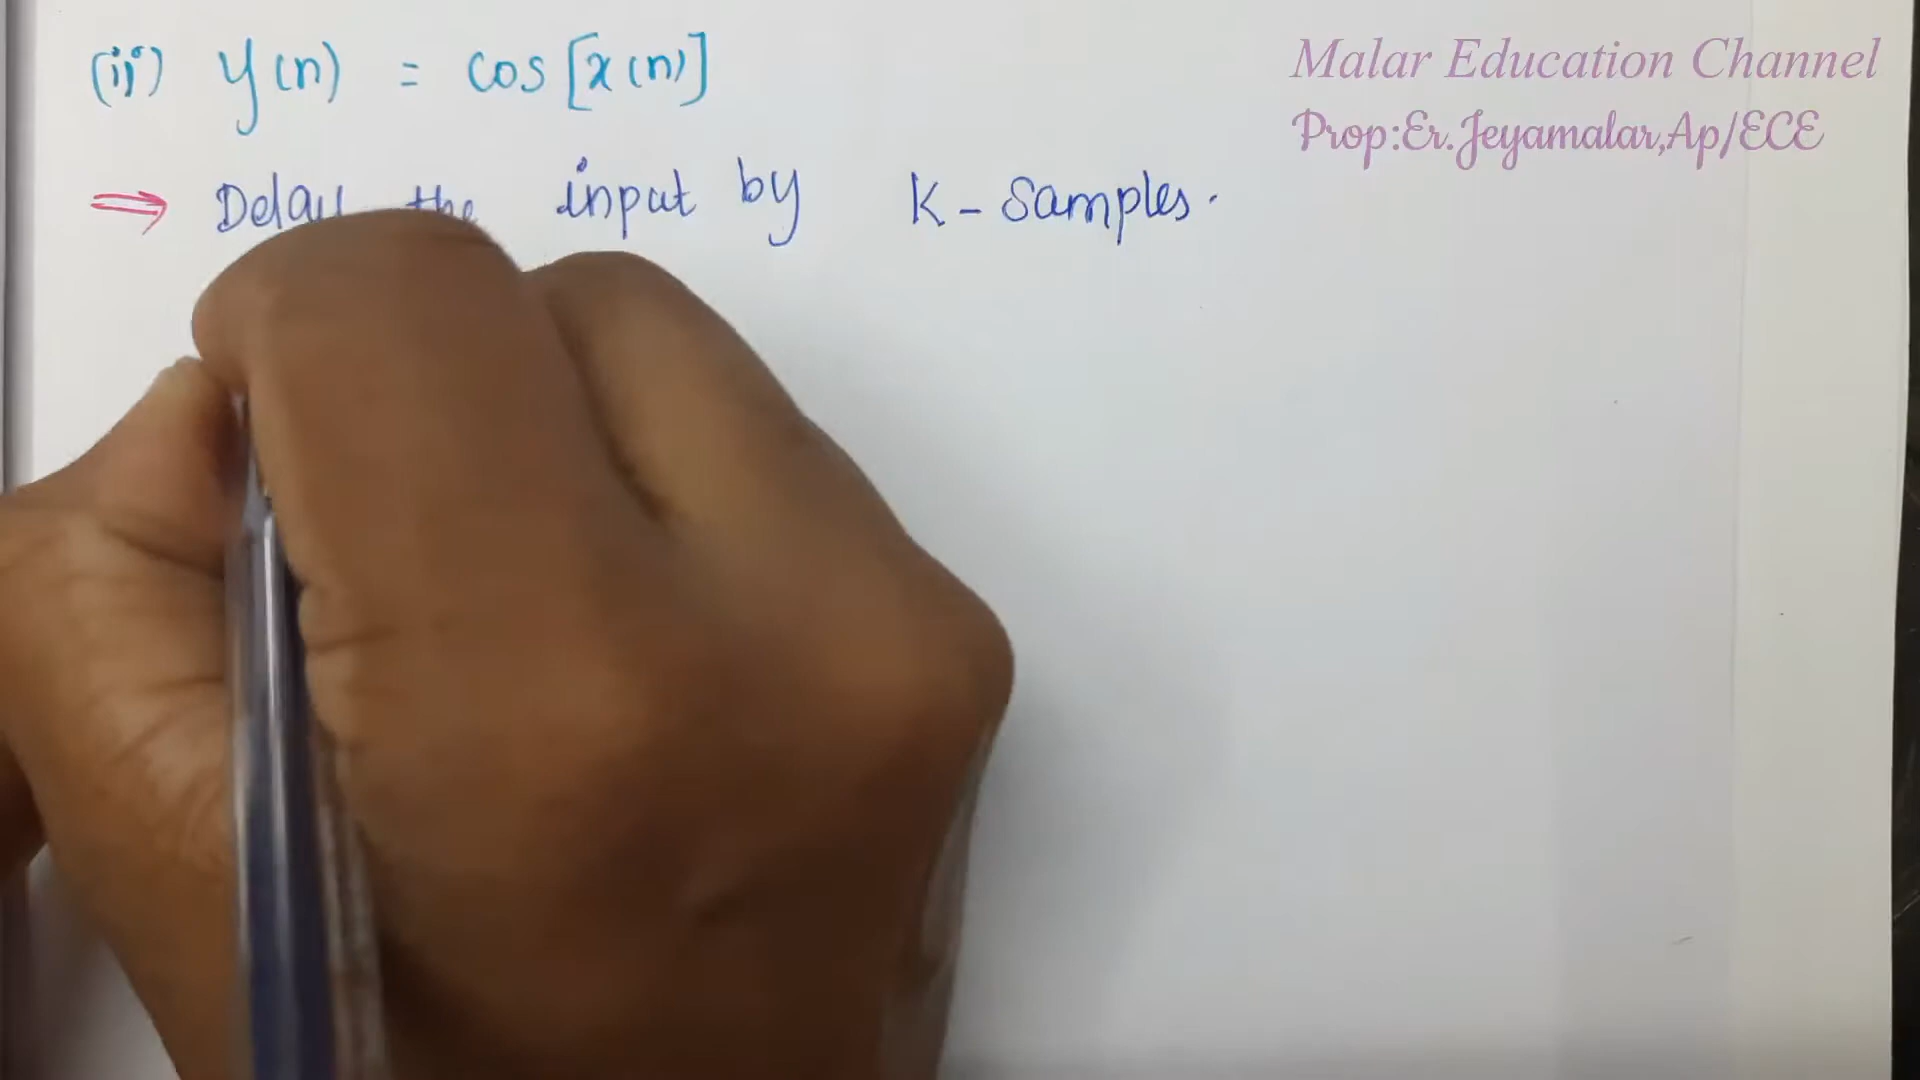 (ii) y(n) = cos[x(n)]
Malar Education Channel
Prop:Er.Jeyamalar,Ap/ECE
⇒ Delay the input by K - Samples.